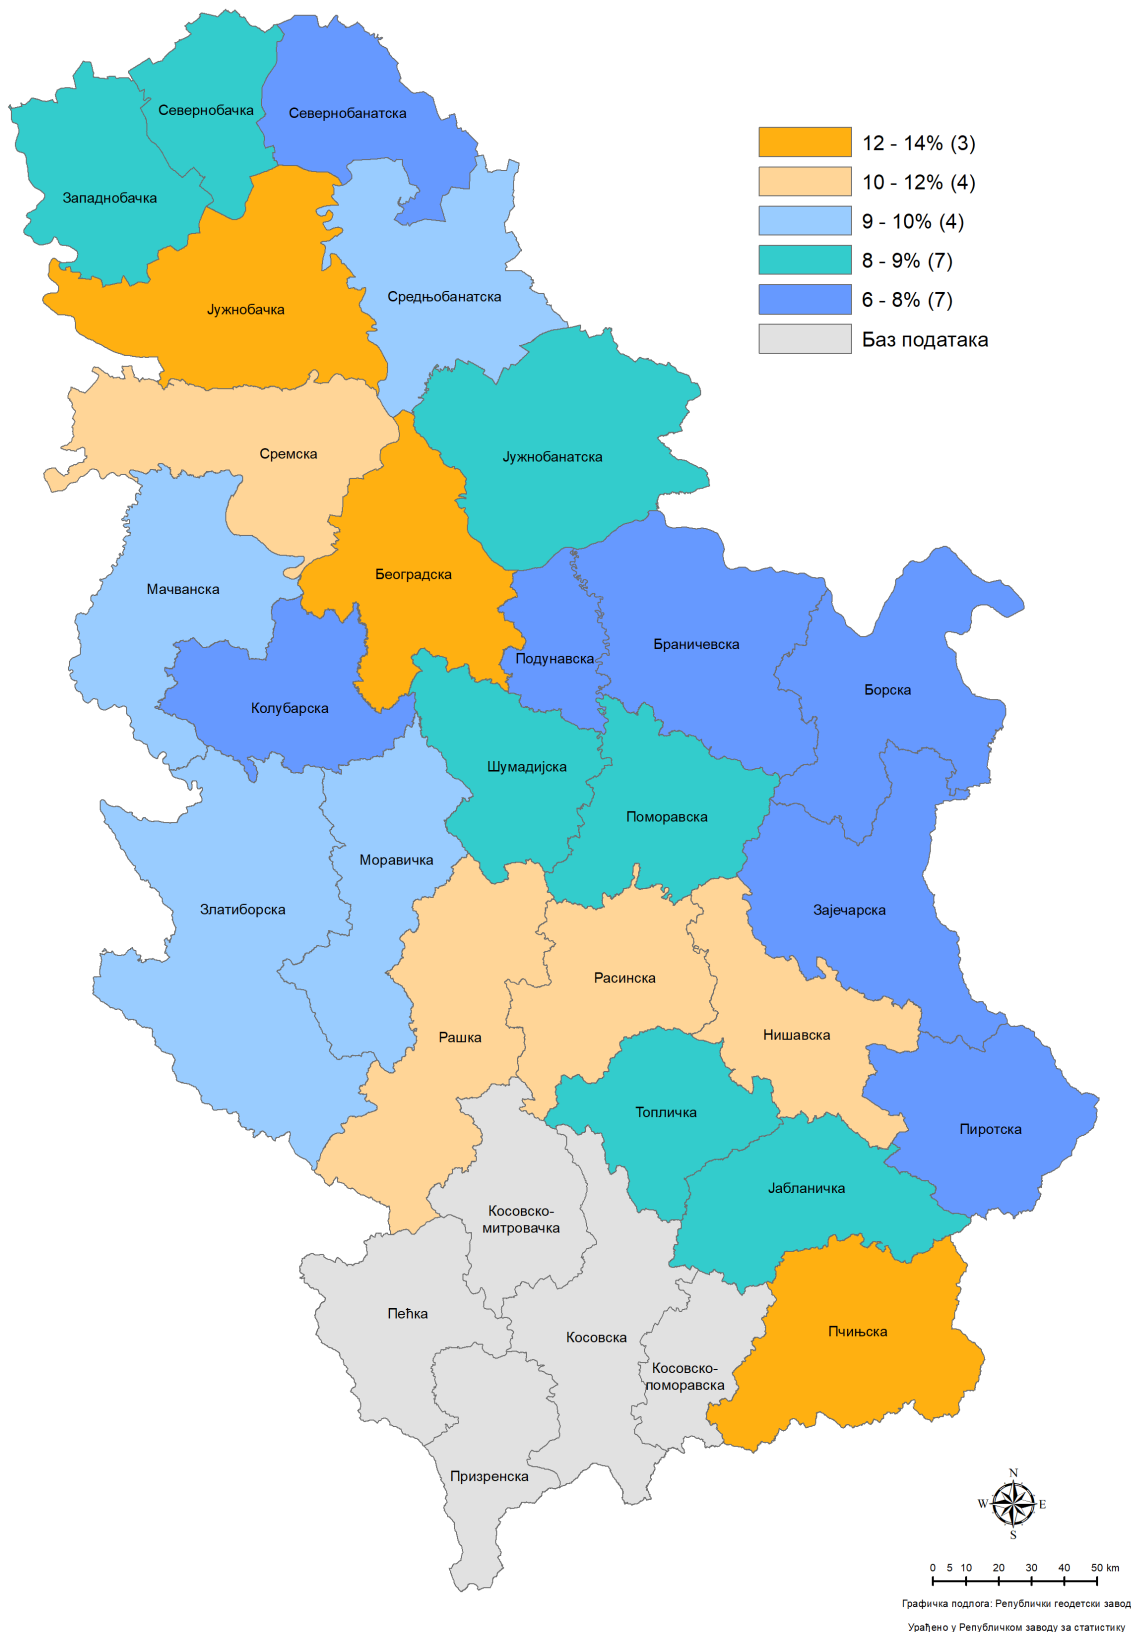 Севернобачка
Севернобанатска
Западнобачка
Јужнобачка
Средњобанатска
Сремска
Јужнобанатска
Београдска
Мачванска
Колубарска
Подунавска
Браничевска
Борска
Шумадијска
Поморавска
Моравичка
Златиборска
Зајечарска
Расинска
Рашка
Нишавска
Топличка
Пиротска
Јабланичка
Косовско-
митровачка
Пећка
Косовска
Косовско-
поморавска
Пчињска
Призренска
12 - 14% (3)
10 - 12% (4)
9 - 10% (4)
8 - 9% (7)
6 - 8% (7)
Баз података
N
W E
S
0 5 10 20 30 40 50 km
Графичка подлога: Републички геодетски завод
Урађено у Републичком заводу за статистику